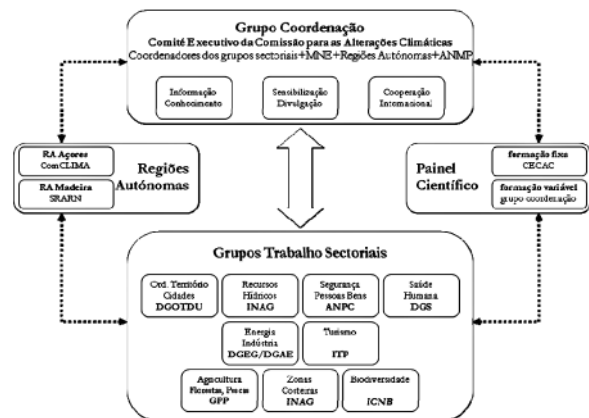 Grupo Coordenação
Comité Executivo da Comissão para as Alterações Climáticas
Coordenadores dos grupos sectoriais+MNE+Regiões Autónomas+ANMP
Informação
Conhecimento
Sensibilização
Divulgação
Cooperação
Internacional
RA Açores
ComCLIMA
RA Madeira
SRARN
Regiões
Autónomas
Painel
Científico
formação fixa
CECAC
formação variável
grupo coordenação
Grupos Trabalho Sectoriais
Ord. Território
Cidades
DGOTDU
Recursos
Hídricos
INAG
Segurança
Pessoas Bens
ANPC
Saúde
Humana
DGS
Energia
Indústria
DGEG/DGAE
Turismo
ITP
Agricultura
Florestas, Pescas
GPP
Zonas
Costeiras
INAG
Biodiversidade
ICNB